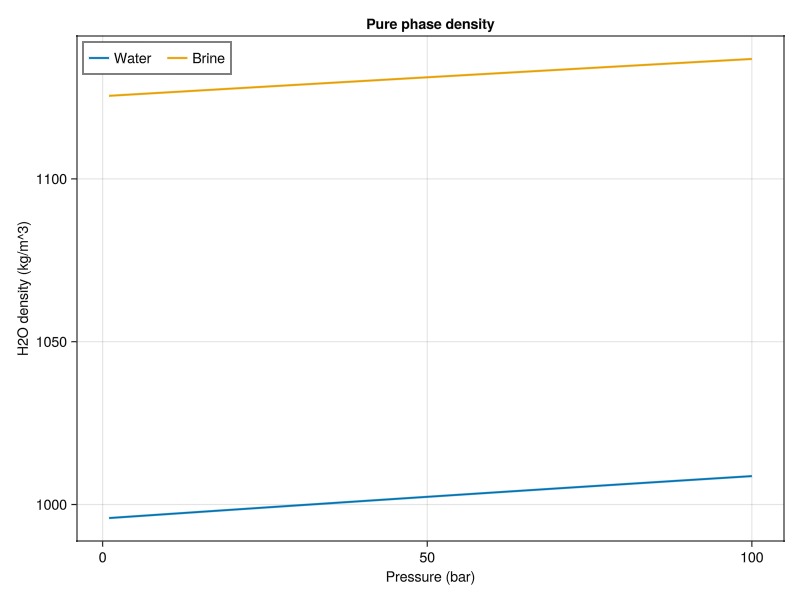 Pure phase density
Water Brine
1100
1050
1000
H2O density (kg/m^3)
0 50 100
Pressure (bar)